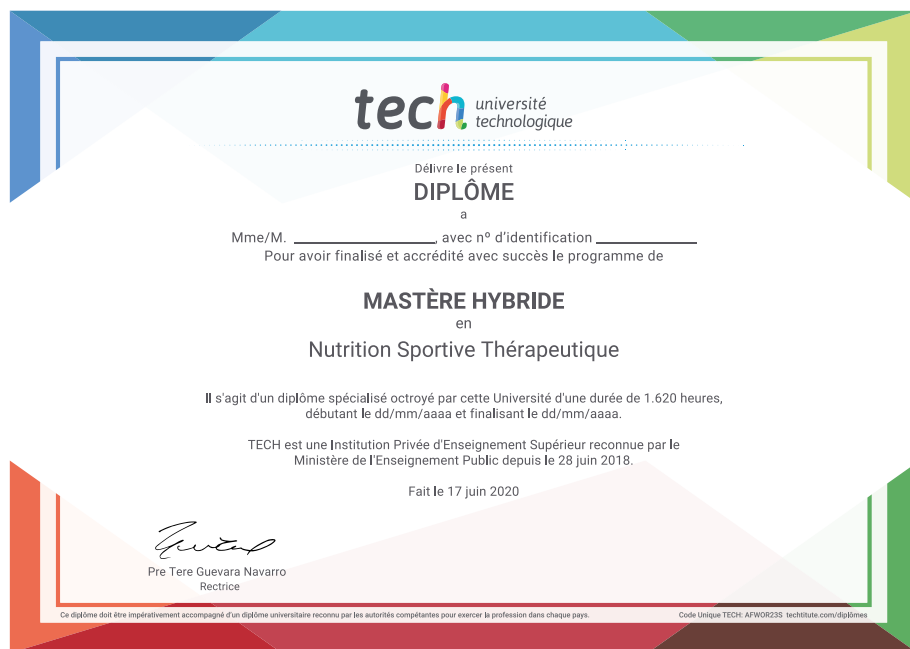 tech université
technologique
Délivre le présent
DIPLÔME
a
Mme/M. ____________, avec nº d'identification ____________
Pour avoir finalisé et accrédité avec succès le programme de
MASTÈRE HYBRIDE
en
Nutrition Sportive Thérapeutique
Il s'agit d'un diplôme spécialisé octroyé par cette Université d'une durée de 1.620 heures,
débutant le dd/mm/aaaa et finalisant le dd/mm/aaaa.
TECH est une Institution Privée d'Enseignement Supérieur reconnue par le
Ministère de l'Enseignement Public depuis le 28 juin 2018.
Fait le 17 juin 2020
Pre Tere Guevara Navarro
Rectrice
Ce diplôme doit être impérativement accompagné d'un diplôme universitaire reconnu par les autorités compétantes pour exercer la profession dans chaque pays.
Code Unique TECH: AFWOR23S techtitute.com/diplômes